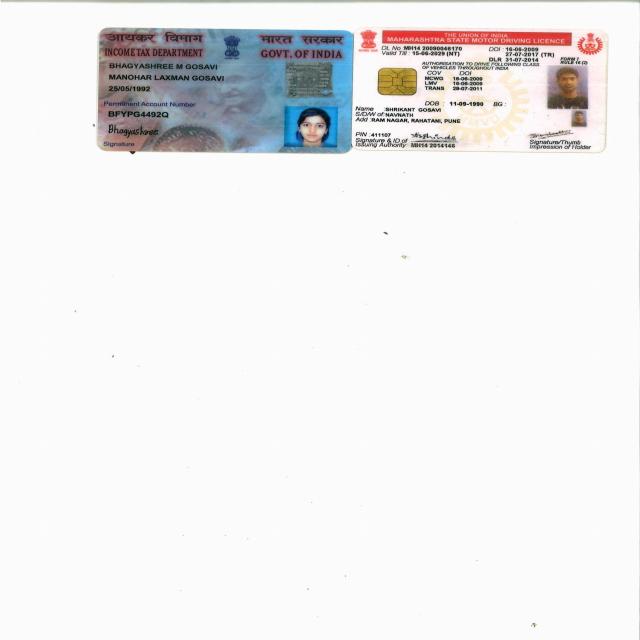 आयकर विभाग भारत सरकार
INCOME TAX DEPARTMENT GOVT. OF INDIA
BHAGYASHREE M GOSAVI
MANOHAR LAXMAN GOSAVI
25/05/1992
Permanent Account Number
BFYPG4492Q
Bhagyashree
Signature
THE UNION OF INDIA
MAHARASHTRA STATE MOTOR DRIVING LICENCE
DL No MH14 20090046170 DOI : 16-06-2009
Valid Till : 15-06-2029 (NT) 27-07-2017 (TR)
DLR 31-07-2014
FORM 7
RULE 16 (2)
AUTHORISATION TO DRIVE FOLLOWING CLASS
OF VEHICLES THROUGHOUT INDIA
COV DOI
MCWG 16-06-2009
LMV 16-06-2009
TRANS 28-07-2011
DOB : 11-09-1990 BG :
Name : SHRIKANT GOSAVI
S/D/W of : NAVNATH
Add : RAM NAGAR, RAHATANI, PUNE
PIN : 411107
Signature & ID of
Issuing Authority: MH14 2014146
Signature/Thumb
Impression of Holder